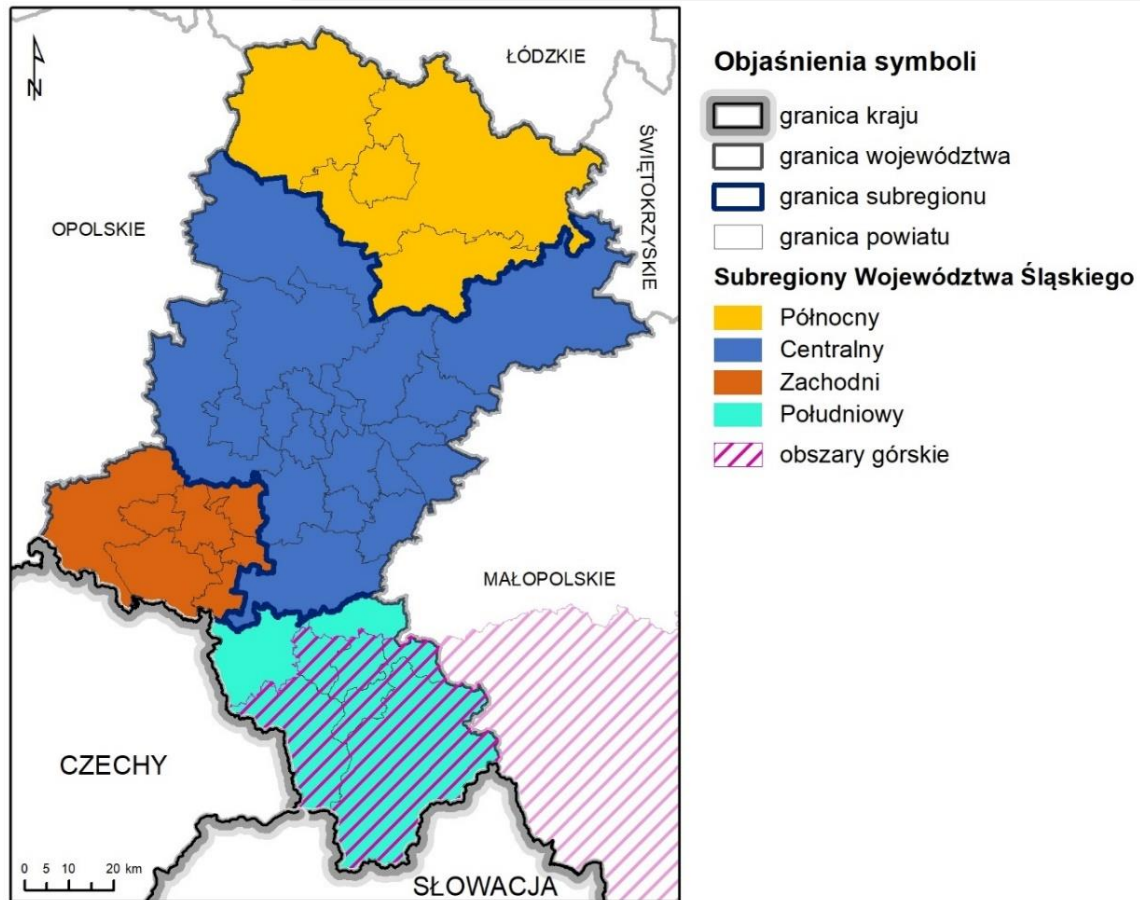 N
ŁÓDZKIE
ŚWIĘTOKRZYSKIE
OPOLSKIE
MAŁOPOLSKIE
CZECHY
SŁOWACJA
0 5 10 20 km
Objaśnienia symboli
granica kraju
granica województwa
granica subregionu
granica powiatu
Subregiony Województwa Śląskiego
Północny
Centralny
Zachodni
Południowy
obszary górskie